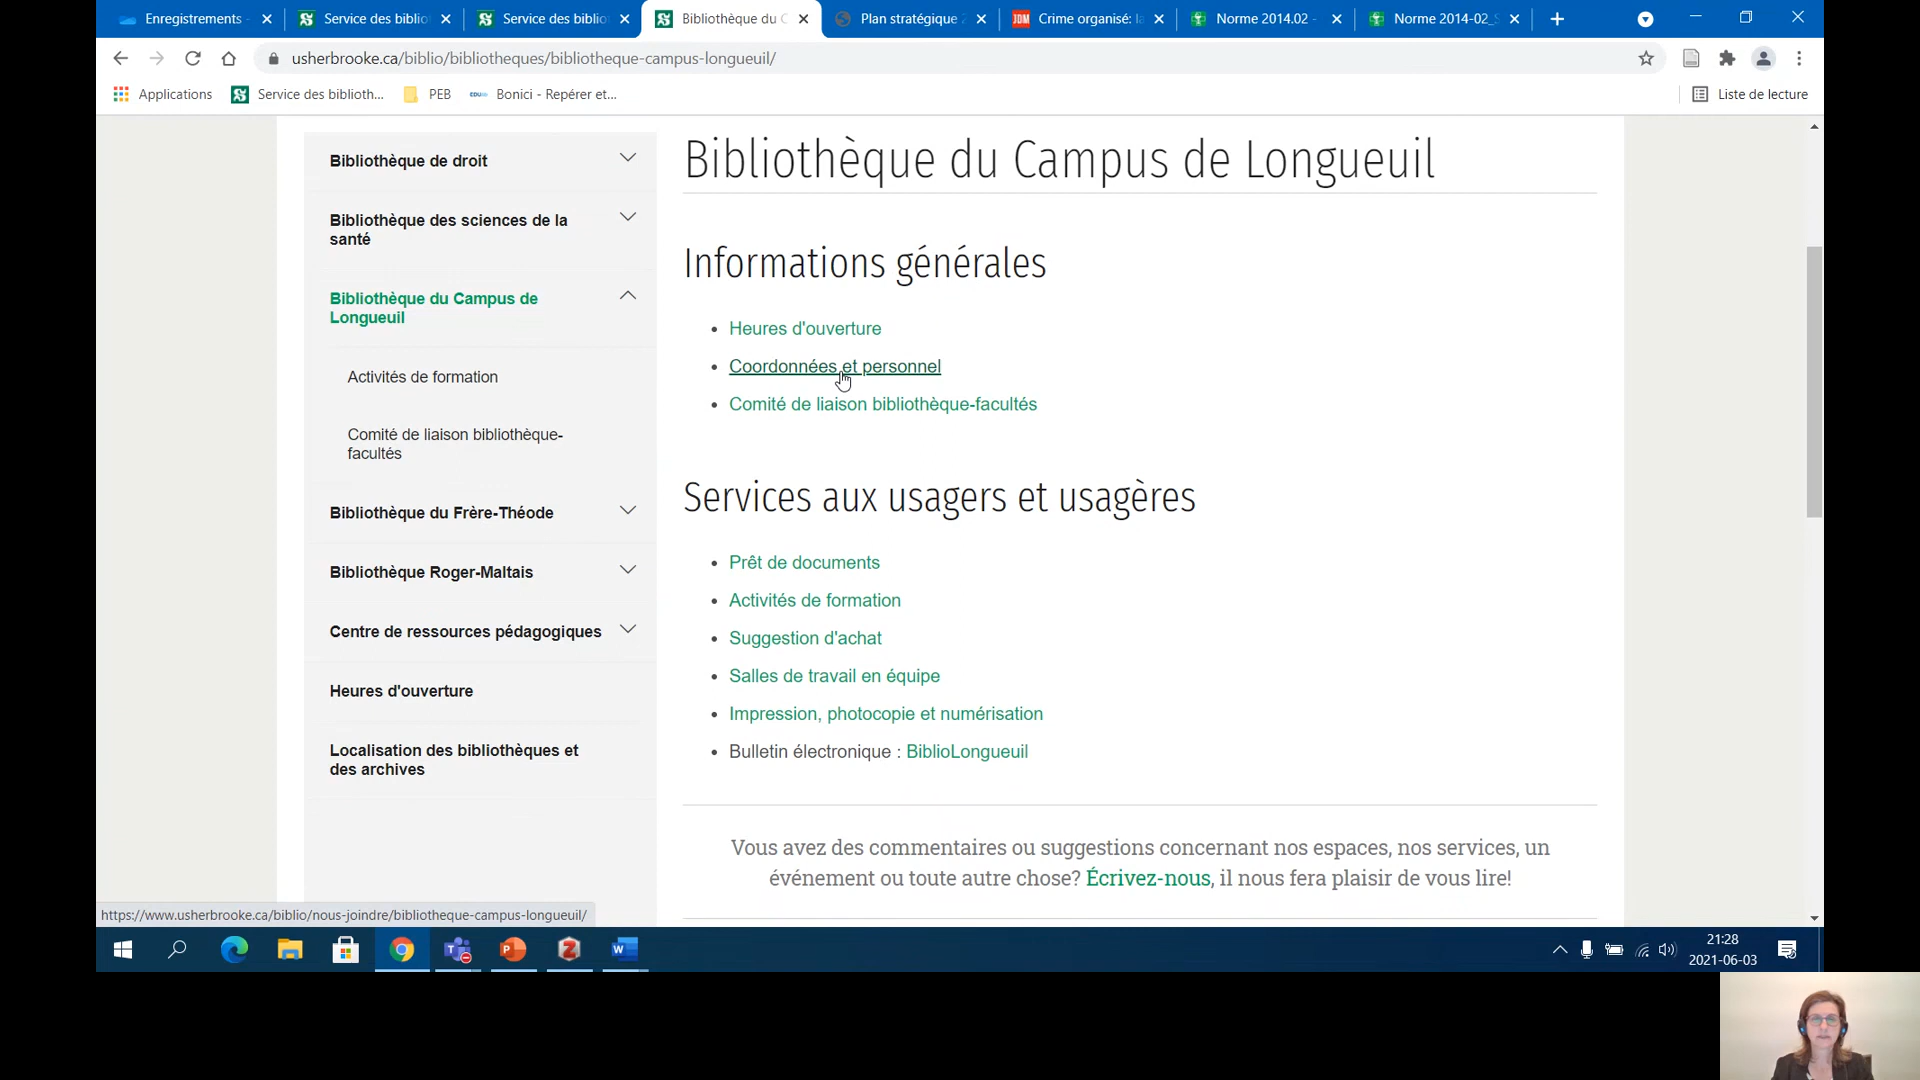 Enregistrements -
Service des biblio
Service des biblio
Bibliothèque du C
Plan stratégique 2
Crime organisé: la
Norme 2014.02 -
Norme 2014-02_S
usherbrooke.ca/biblio/bibliotheques/bibliotheque-campus-longueuil/
Applications
Service des biblioth...
PEB
Bonici - Repérer et...
Liste de lecture
Bibliothèque de droit
Bibliothèque des sciences de la
santé
Bibliothèque du Campus de
Longueuil
Activités de formation
Comité de liaison bibliothèque-
facultés
Bibliothèque du Frère-Théode
Bibliothèque Roger-Maltais
Centre de ressources pédagogiques
Heures d'ouverture
Localisation des bibliothèques et
des archives
Bibliothèque du Campus de Longueuil
Informations générales
• Heures d'ouverture
• Coordonnées et personnel
• Comité de liaison bibliothèque-facultés
Services aux usagers et usagères
• Prêt de documents
• Activités de formation
• Suggestion d'achat
• Salles de travail en équipe
• Impression, photocopie et numérisation
• Bulletin électronique : BiblioLongueuil
Vous avez des commentaires ou suggestions concernant nos espaces, nos services, un
événement ou toute autre chose? Écrivez-nous, il nous fera plaisir de vous lire!
https://www.usherbrooke.ca/biblio/nous-joindre/bibliotheque-campus-longueuil/
21:28
2021-06-03